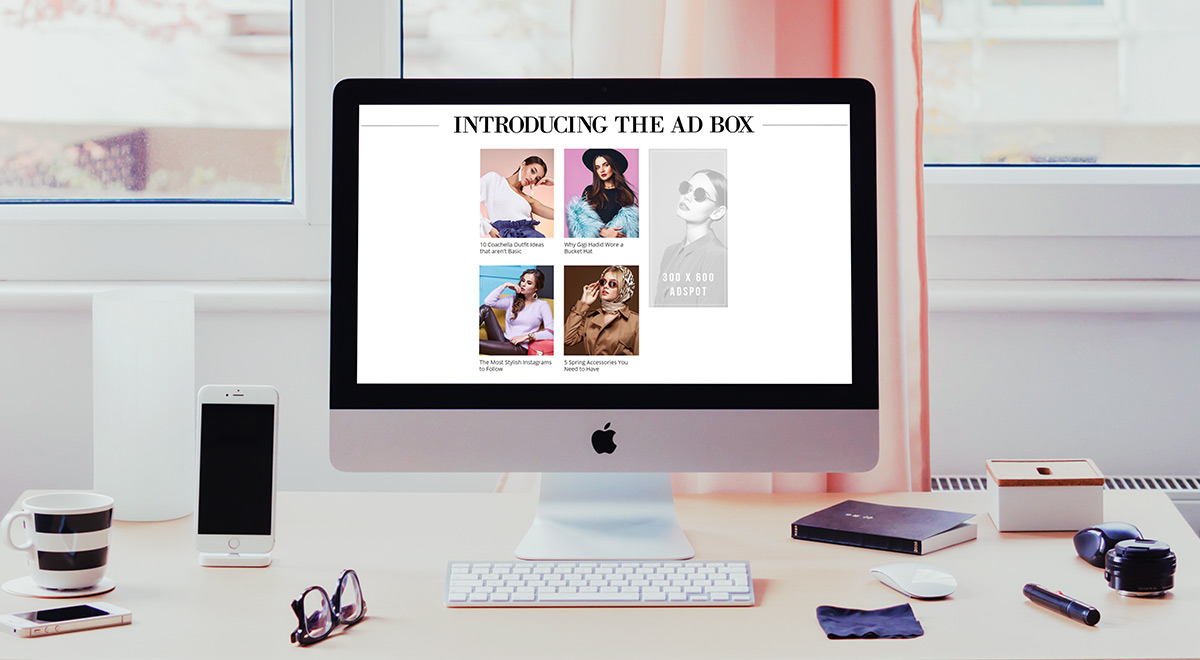 INTRODUCING THE AD BOX
10 Coachella Outfit Ideas
that aren't Basic
Why Gigi Hadid Wore a
Bucket Hat
300 X 600
ADSPOT
The Most Stylish Instagrams
to Follow
5 Spring Accessories You
Need to Have